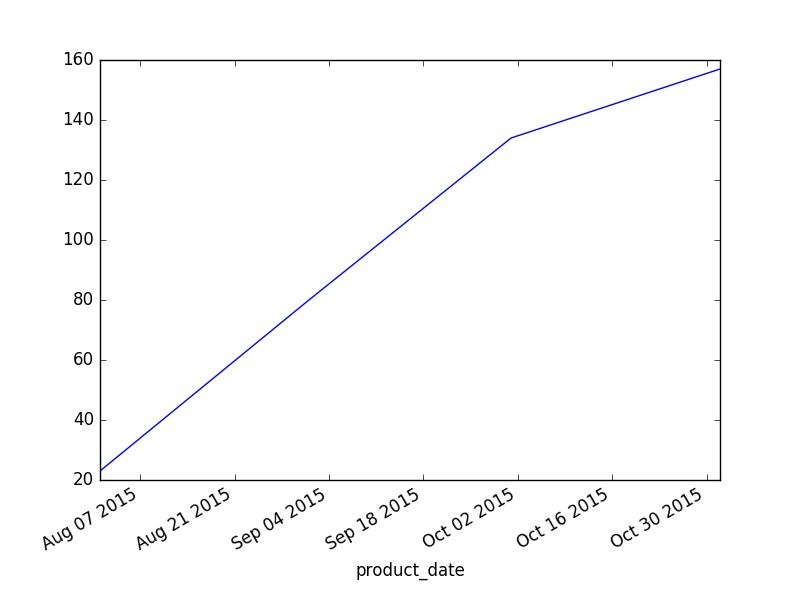 160
140
120
100
80
60
40
20
Aug 07 2015
Aug 21 2015
Sep 04 2015
Sep 18 2015
Oct 02 2015
Oct 16 2015
Oct 30 2015
product_date